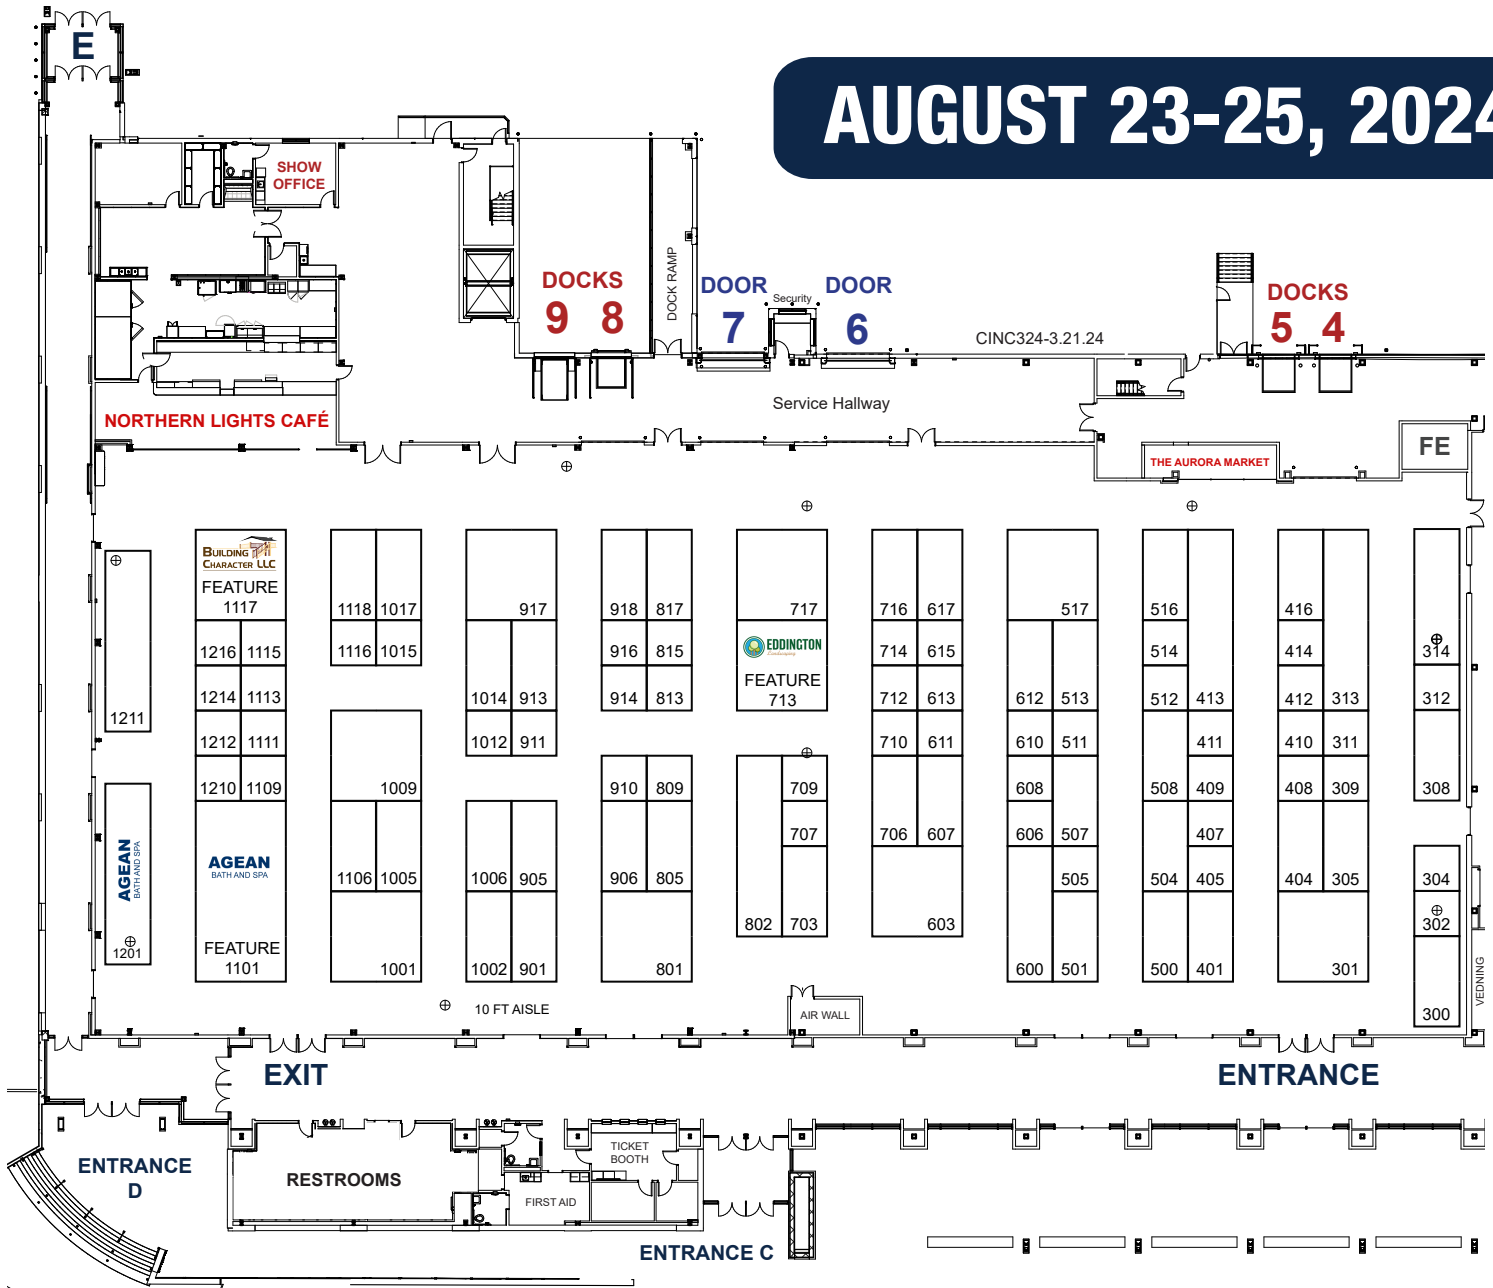 E
AUGUST 23-25, 2024
SHOW
OFFICE
DOCKS
9 8
DOCK RAMP
DOOR
7
Security
DOOR
6
CINC324-3.21.24
DOCKS
5 4
Service Hallway
NORTHERN LIGHTS CAFÉ
THE AURORA MARKET
FE
BUILDING
CHARACTER LLC
FEATURE
1117
1118 1017
917
918 817
717
716 617
517
516
416
1216 1115
1116 1015
916 815
EDDINGTON
Landscaping
714 615
514
414
314
FEATURE
713
1214 1113
1014 913
914 813
712 613
612 513
512 413
412 313
312
1211
1212 1111
1012 911
710 611
610 511
411
410 311
1210 1109
1009
910 809
709
608
508 409
408 309
308
707
706 607
606 507
407
AGEAN
BATH AND SPA
AGEAN
BATH AND SPA
1106 1005
1006 905
906 805
505
504 405
404 305
304
802 703
603
302
1201
FEATURE
1101
1001
1002 901
801
600 501
500 401
301
VEDNING
10 FT AISLE
AIR WALL
300
EXIT
ENTRANCE
ENTRANCE
D
RESTROOMS
TICKET
BOOTH
FIRST AID
ENTRANCE C